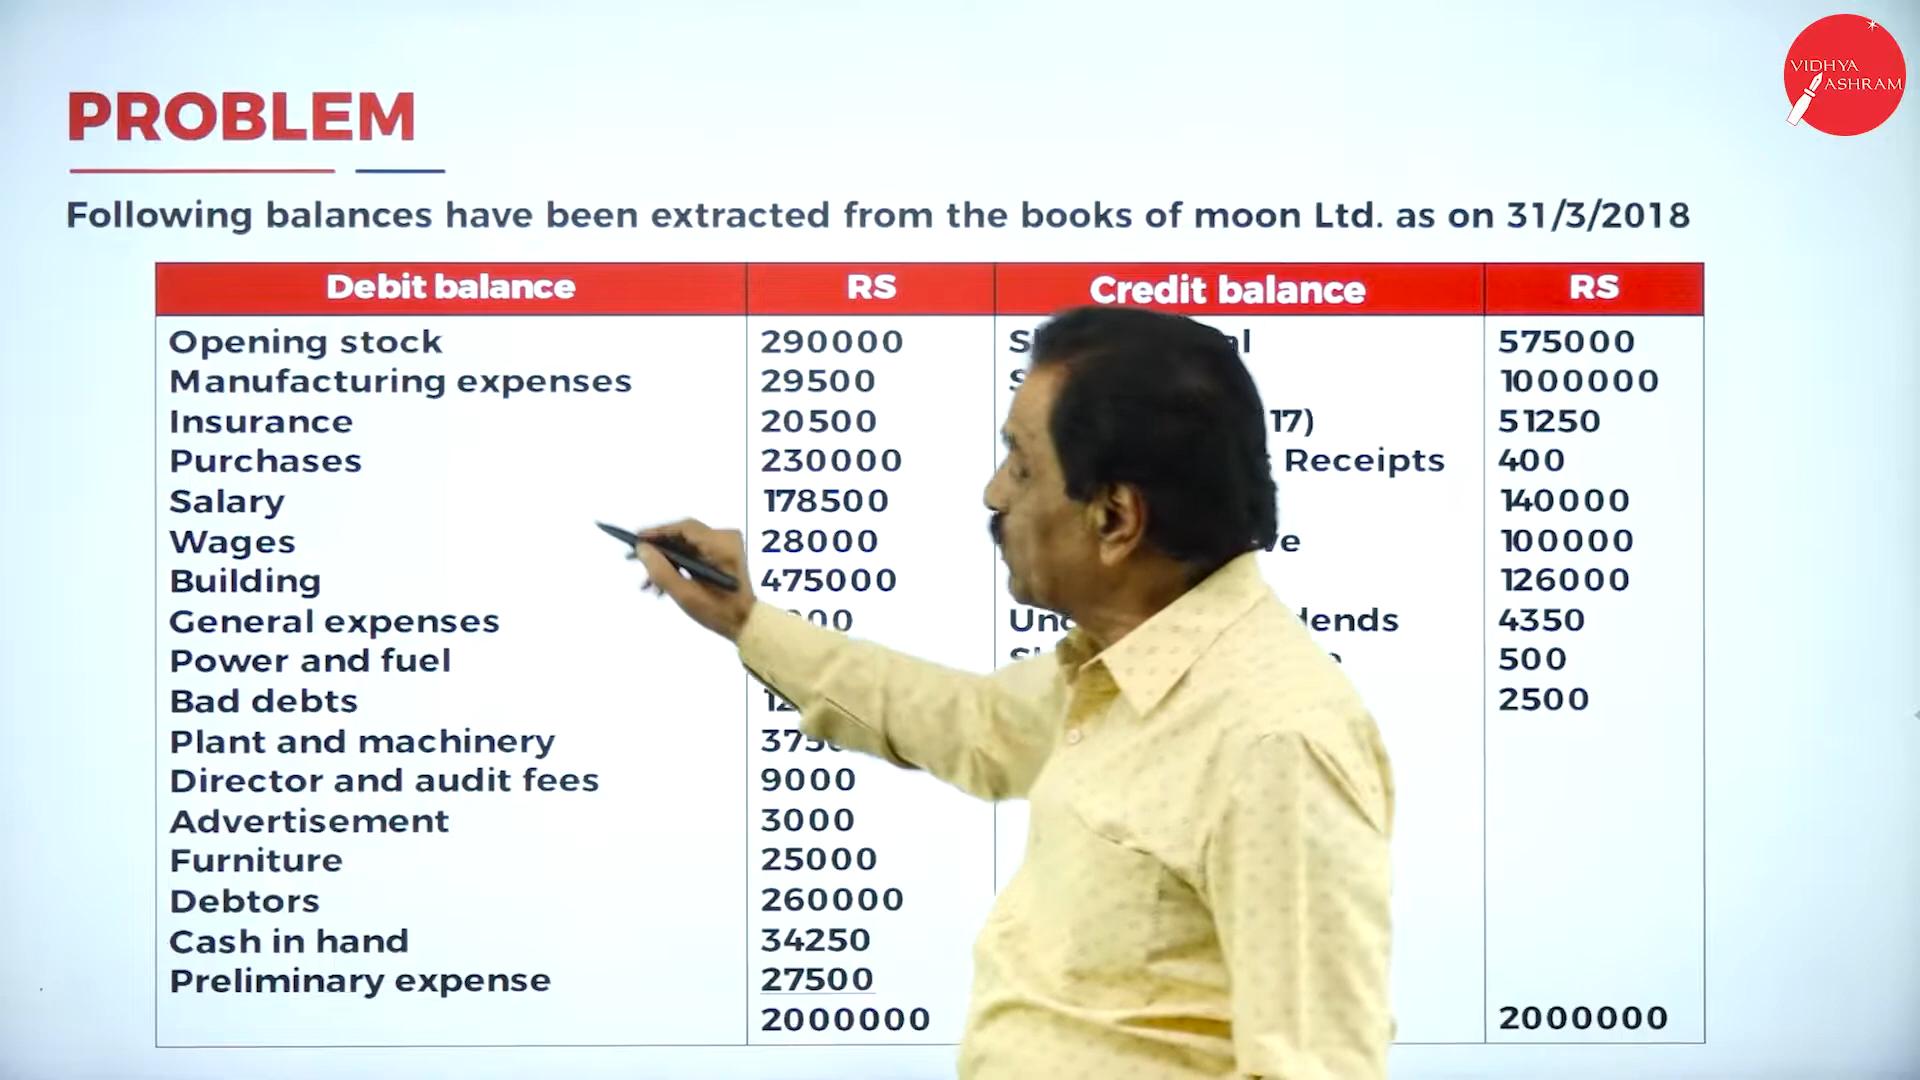 VIDHYA
ASHRAM
PROBLEM
Following balances have been extracted from the books of moon Ltd. as on 31/3/2018
Debit balance RS Credit balance RS
Opening stock 290000 575000
Manufacturing expenses 29500 1000000
Insurance 20500 17) 51250
Purchases 230000 Receipts 400
Salary 178500 140000
Wages 28000 100000
Building 475000 126000
General expenses 4350
Power and fuel 500
Bad debts 2500
Plant and machinery
Director and audit fees 9000
Advertisement 3000
Furniture 25000
Debtors 260000
Cash in hand 34250
Preliminary expense 27500
2000000 2000000